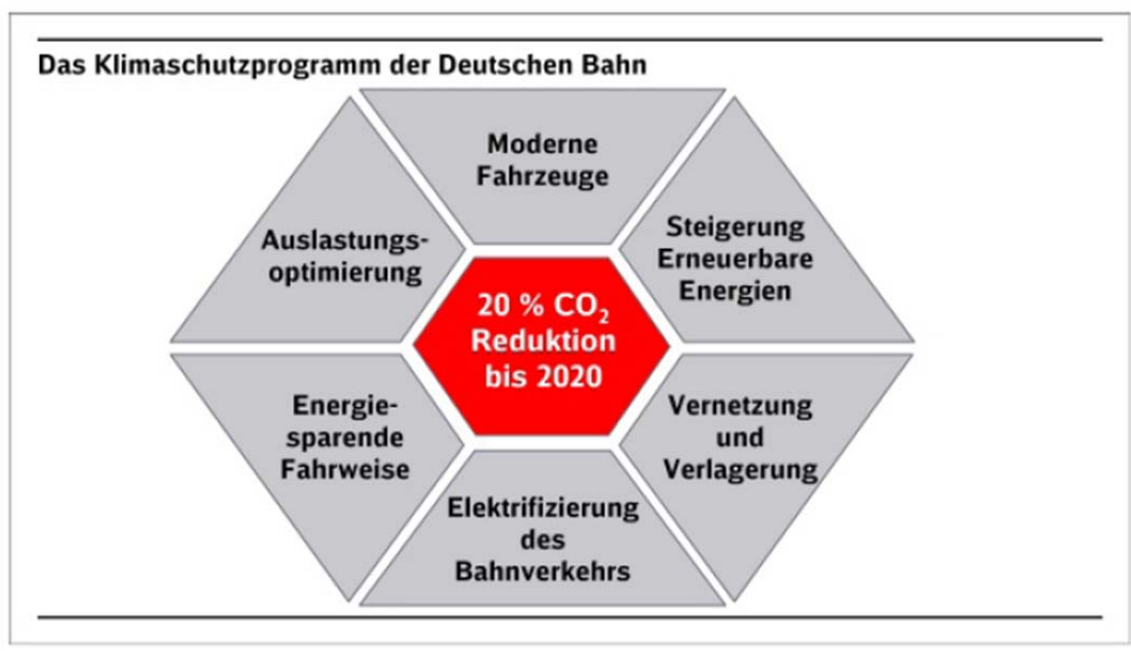 Das Klimaschutzprogramm der Deutschen Bahn
Moderne
Fahrzeuge
Steigerung
Erneuerbare
Energien
Vernetzung
und
Verlagerung
Elektrifizierung
des
Bahnverkehrs
Energie-
sparende
Fahrweise
Auslastungs-
optimierung
20 % CO₂
Reduktion
bis 2020